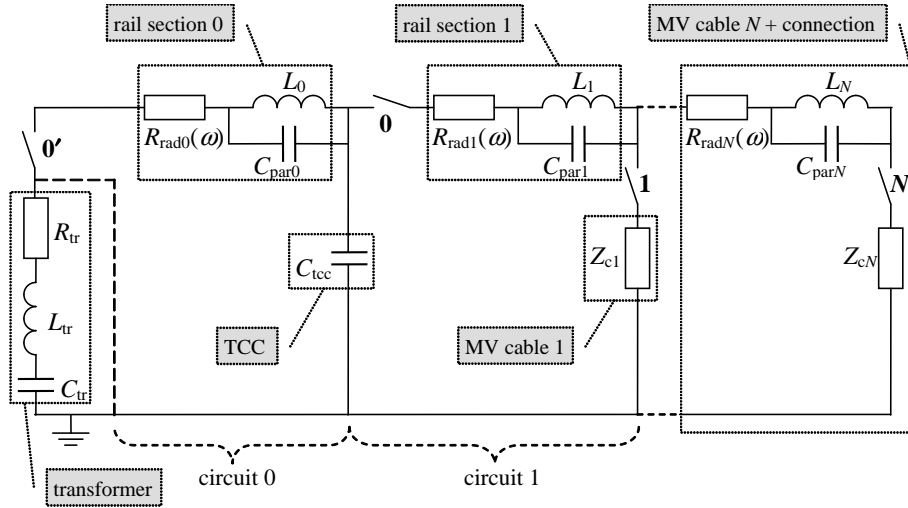 rail section 0
rail section 1
MV cable N + connection
L0
L1
LN
0
0′
Rrad0(ω)
Rrad1(ω)
RradN(ω)
Cpar0
Cpar1
CparN
1
N
Rtr
Ctcc
Zc1
ZcN
Ltr
TCC
MV cable 1
Ctr
circuit 0
circuit 1
transformer